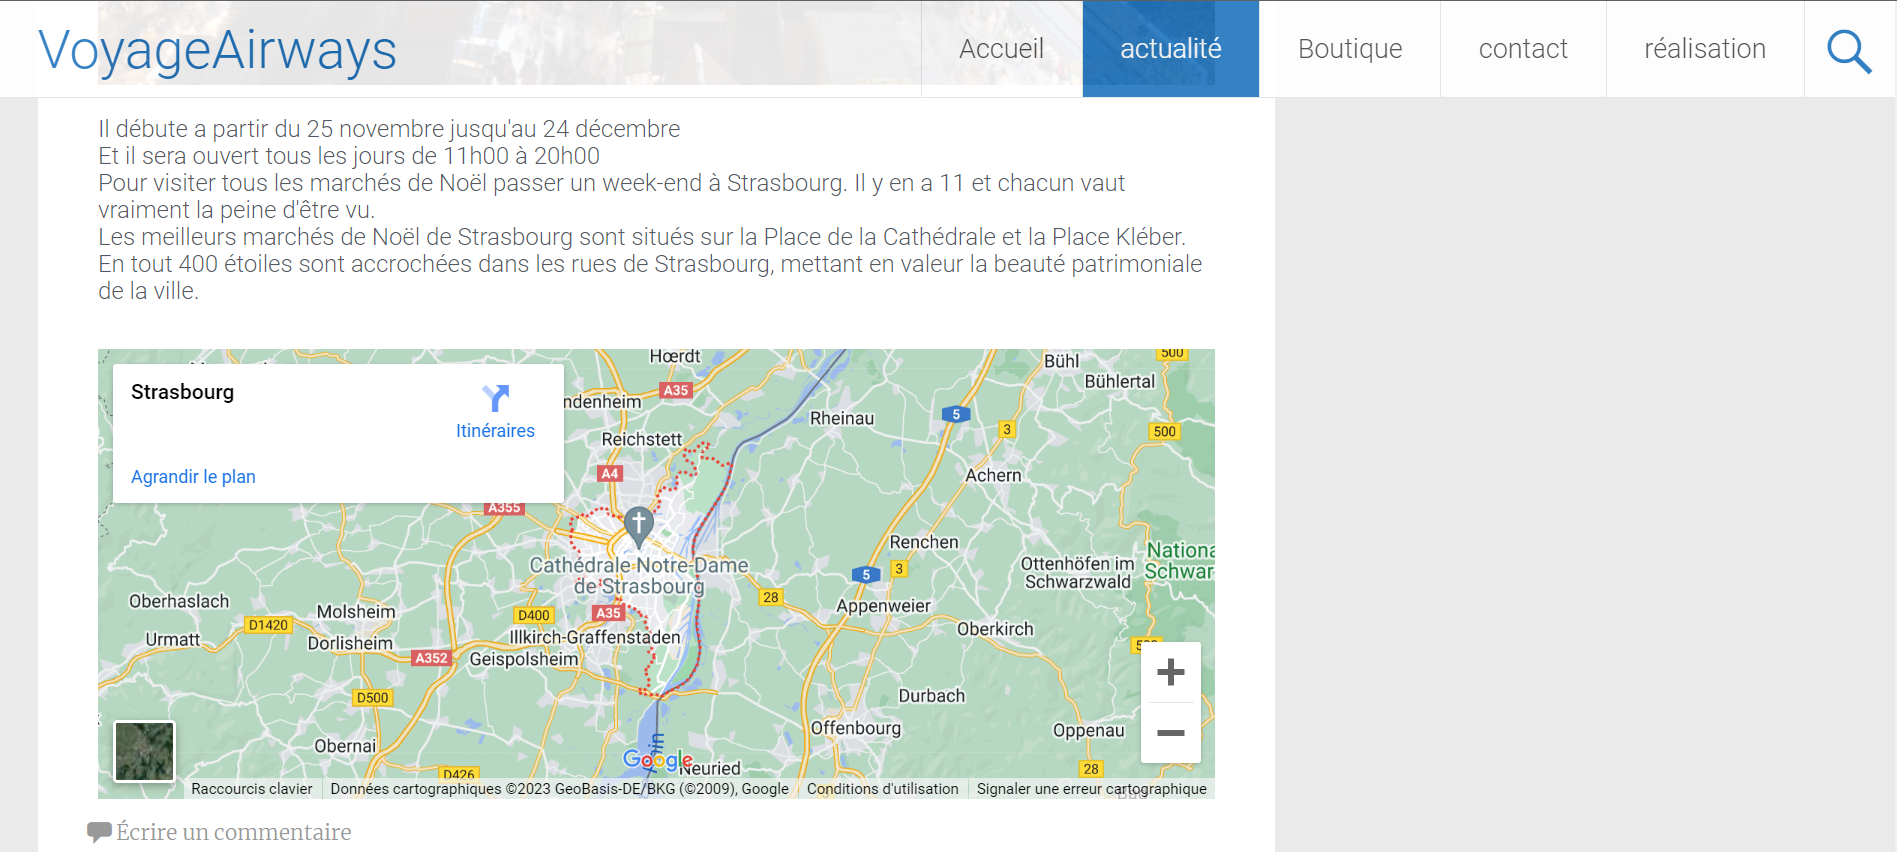 VoyageAirways
Accueil
actualité
Boutique
contact
réalisation
Il débute a partir du 25 novembre jusqu'au 24 décembre
Et il sera ouvert tous les jours de 11h00 à 20h00
Pour visiter tous les marchés de Noël passer un week-end à Strasbourg. Il y en a 11 et chacun vaut
vraiment la peine d'être vu.
Les meilleurs marchés de Noël de Strasbourg sont situés sur la Place de la Cathédrale et la Place Kléber.
En tout 400 étoiles sont accrochées dans les rues de Strasbourg, mettant en valeur la beauté patrimoniale
de la ville.
Strasbourg
Itinéraires
Agrandir le plan
Hœrdt
Bühl
500
Bühlertal
A35
ndenheim
Rheinau
5
3
500
Reichstett
A4
Achern
A355
Cathédrale Notre-Dame
de Strasbourg
Renchen
5
3
Ottenhöfen im
Schwarzwald
Nationa
Schwar
28
Appenweier
Oberhaslach
Molsheim
D400
A35
D1420
Urmatt
Dorlisheim
Illkirch-Graffenstaden
Oberkirch
A352
Geispolsheim
D500
Durbach
Offenbourg
Oppenau
Obernai
Google
Neuried
D426
28
Raccourcis clavier
Données cartographiques ©2023 GeoBasis-DE/BKG (©2009), Google
Conditions d'utilisation
Signaler une erreur cartographique
Écrire un commentaire